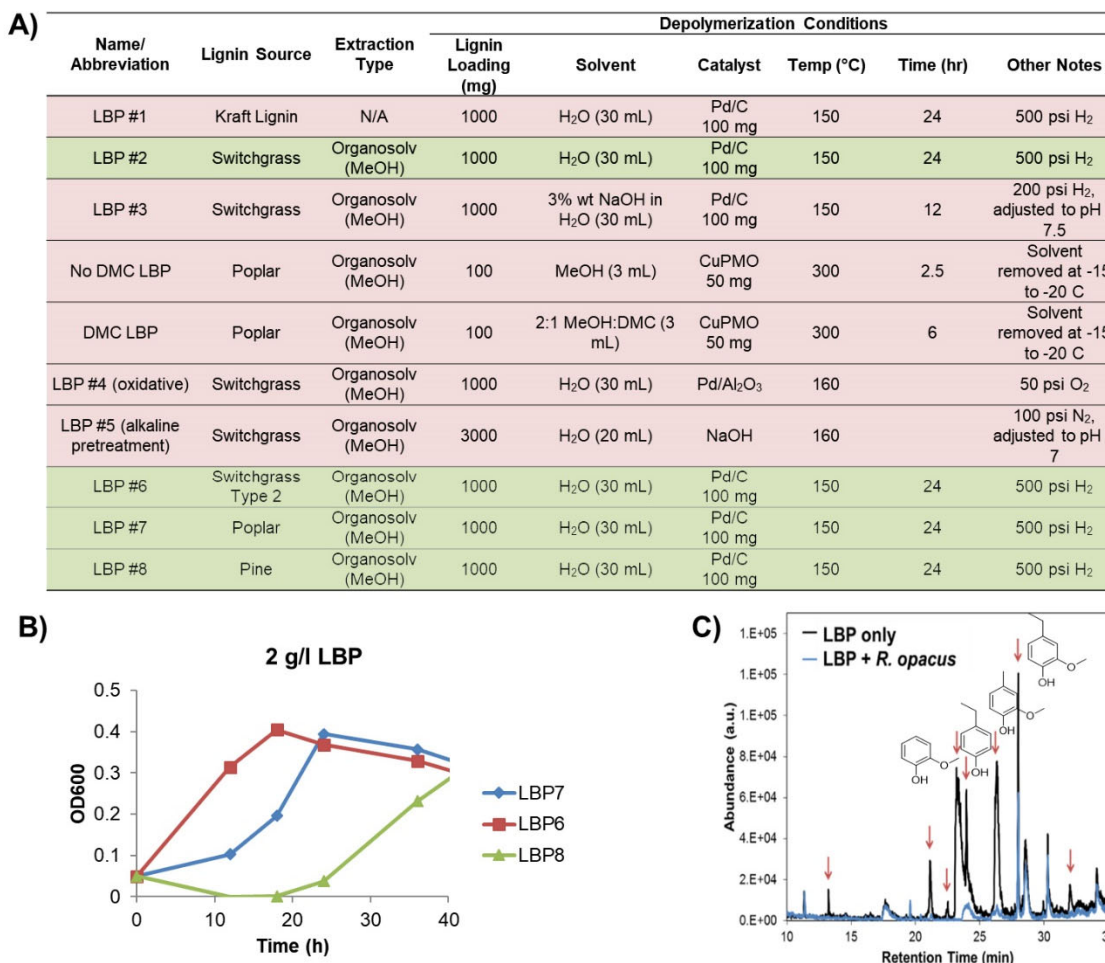 A)
Depolymerization Conditions
Name/ Abbreviation Lignin Source Extraction Type Lignin Loading (mg) Solvent Catalyst Temp (°C) Time (hr) Other Notes
LBP #1 Kraft Lignin N/A 1000 H₂O (30 mL) Pd/C 100 mg 150 24 500 psi H₂
LBP #2 Switchgrass Organosolv (MeOH) 1000 H₂O (30 mL) Pd/C 100 mg 150 24 500 psi H₂
LBP #3 Switchgrass Organosolv (MeOH) 1000 3% wt NaOH in H₂O (30 mL) Pd/C 100 mg 150 12 200 psi H₂, adjusted to pH 7.5
No DMC LBP Poplar Organosolv (MeOH) 100 MeOH (3 mL) CuPMO 50 mg 300 2.5 Solvent removed at -15 to -20 C
DMC LBP Poplar Organosolv (MeOH) 100 2:1 MeOH:DMC (3 mL) CuPMO 50 mg 300 6 Solvent removed at -15 to -20 C
LBP #4 (oxidative) Switchgrass Organosolv (MeOH) 1000 H₂O (30 mL) Pd/Al₂O₃ 160 50 psi O₂
LBP #5 (alkaline pretreatment) Switchgrass Organosolv (MeOH) 3000 H₂O (20 mL) NaOH 160 100 psi N₂, adjusted to pH 7
LBP #6 Switchgrass Type 2 Organosolv (MeOH) 1000 H₂O (30 mL) Pd/C 100 mg 150 24 500 psi H₂
LBP #7 Poplar Organosolv (MeOH) 1000 H₂O (30 mL) Pd/C 100 mg 150 24 500 psi H₂
LBP #8 Pine Organosolv (MeOH) 1000 H₂O (30 mL) Pd/C 100 mg 150 24 500 psi H₂
B)
2 g/l LBP
OD600
0.5
0.4
0.3
0.2
0.1
0
0 10 20 30 40
Time (h)
LBP7
LBP6
LBP8
C)
LBP only
LBP + R. opacus
Abundance (a.u.)
1.E+05
1.E+05
8.E+04
6.E+04
4.E+04
2.E+04
0.E+00
10 15 20 25 30
Retention Time (min)
O
OH
OH
O
OH
O
OH